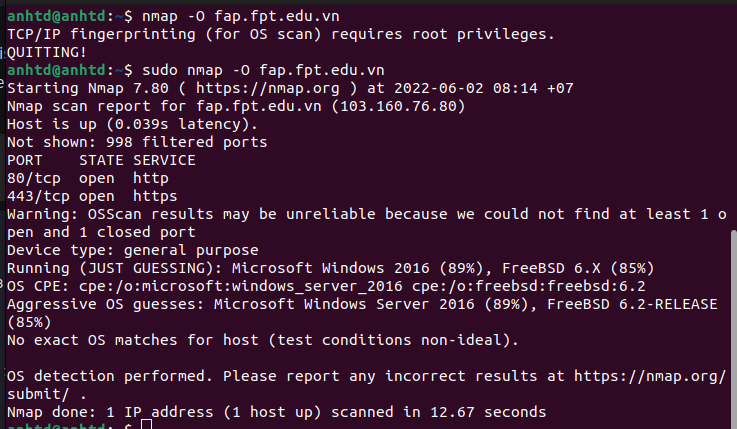 anhtd@anhtd:~$ nmap -O fap.fpt.edu.vn
TCP/IP fingerprinting (for OS scan) requires root privileges.
QUITTING!
anhtd@anhtd:~$ sudo nmap -O fap.fpt.edu.vn
Starting Nmap 7.80 ( https://nmap.org ) at 2022-06-02 08:14 +07
Nmap scan report for fap.fpt.edu.vn (103.160.76.80)
Host is up (0.039s latency).
Not shown: 998 filtered ports
PORT    STATE SERVICE
80/tcp  open  http
443/tcp open  https
Warning: OSScan results may be unreliable because we could not find at least 1 o
pen and 1 closed port
Device type: general purpose
Running (JUST GUESSING): Microsoft Windows 2016 (89%), FreeBSD 6.X (85%)
OS CPE: cpe:/o:microsoft:windows_server_2016 cpe:/o:freebsd:freebsd:6.2
Aggressive OS guesses: Microsoft Windows Server 2016 (89%), FreeBSD 6.2-RELEASE
(85%)
No exact OS matches for host (test conditions non-ideal).

OS detection performed. Please report any incorrect results at https://nmap.org/
submit/ .
Nmap done: 1 IP address (1 host up) scanned in 12.67 seconds